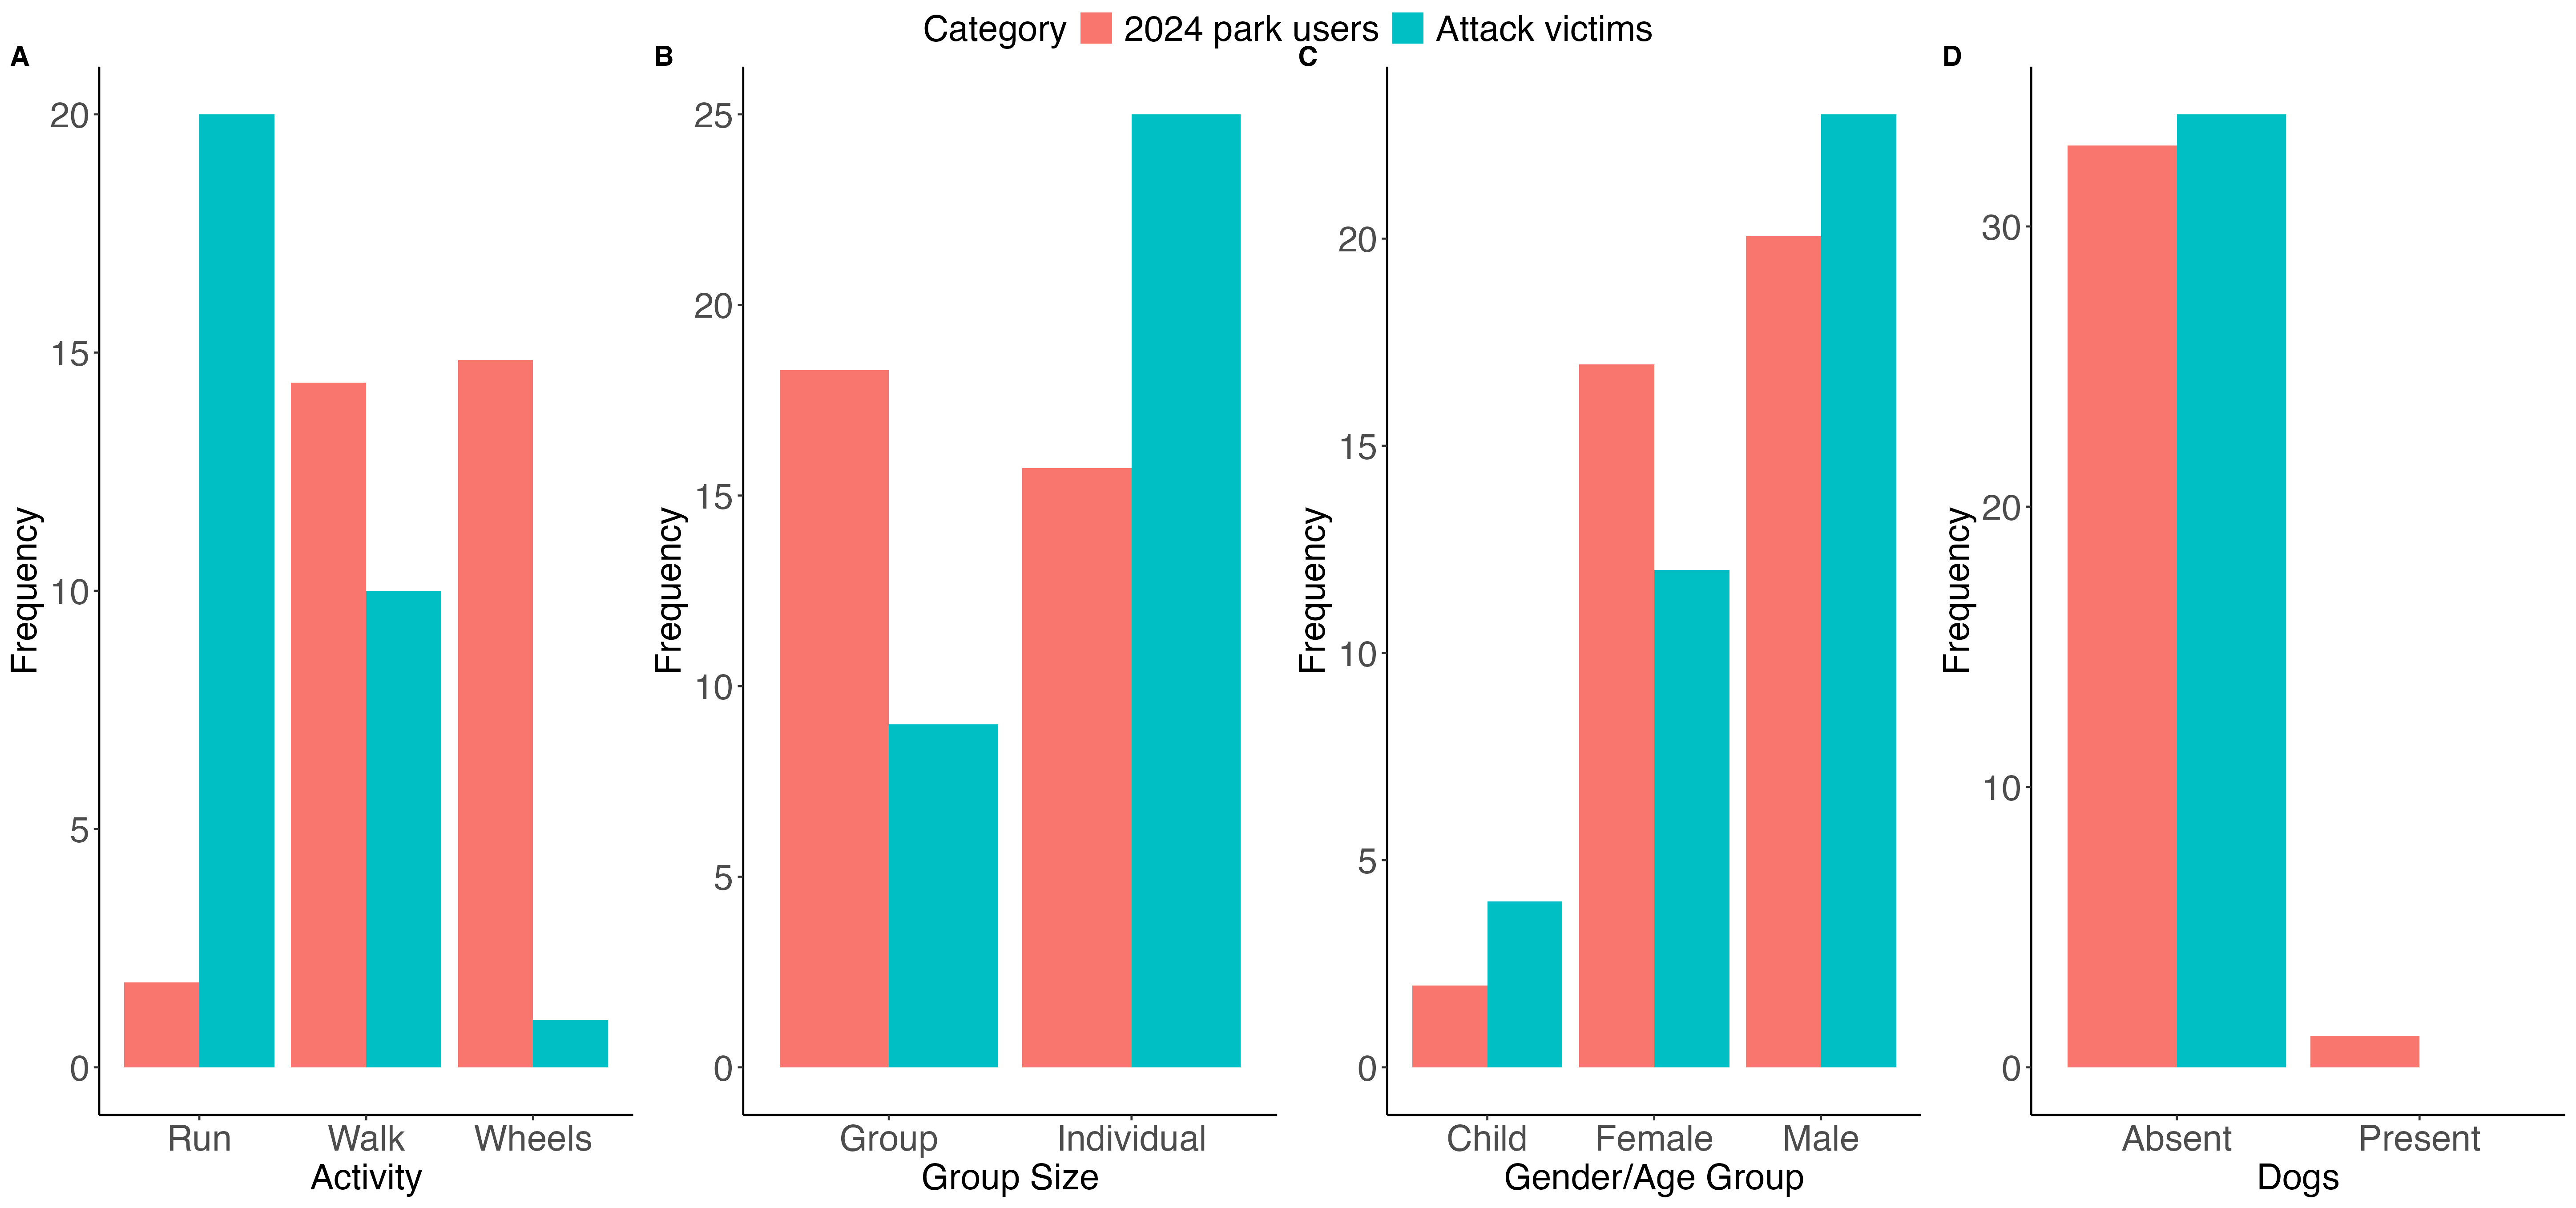 Category 2024 park users Attack victims
A
20
15
10
5
0
Frequency
Run Walk Wheels
Activity
B
25
20
15
10
5
0
Frequency
Group Individual
Group Size
C
20
15
10
5
0
Frequency
Child Female Male
Gender/Age Group
D
30
20
10
0
Frequency
Absent Present
Dogs